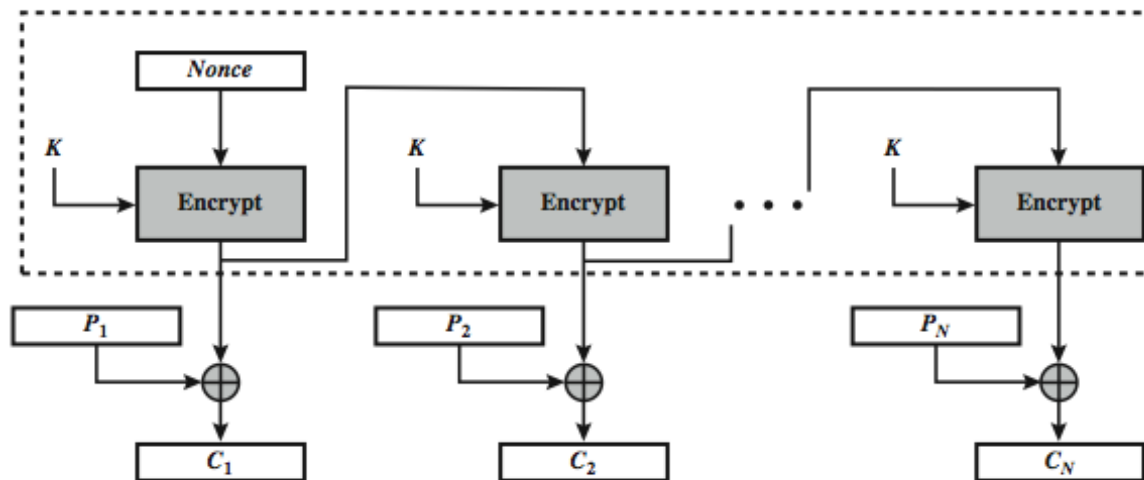 Nonce
K
K
K
Encrypt
Encrypt
• • •
Encrypt
P1
P2
PN
C1
C2
CN